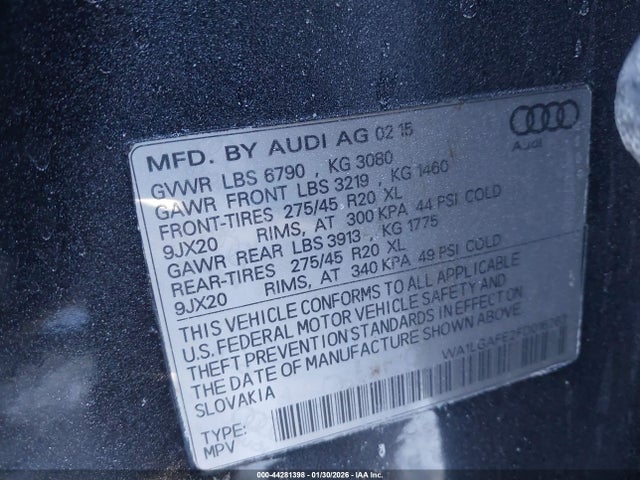 MFD. BY AUDI AG 02 15
Audi
GVWR LBS 6790 , KG 3080
GAWR FRONT LBS 3219 , KG 1460
FRONT-TIRES 275/45 R20 XL
9JX20 RIMS, AT 300 KPA 44 PSI COLD
GAWR REAR LBS 3913 , KG 1775
REAR-TIRES 275/45 R20 XL
9JX20 RIMS, AT 340 KPA 49 PSI COLD
THIS VEHICLE CONFORMS TO ALL APPLICABLE
U.S. FEDERAL MOTOR VEHICLE SAFETY AND
THEFT PREVENTION STANDARDS IN EFFECT ON
THE DATE OF MANUFACTURE SHOWN ABOVE.
SLOVAKIA
TYPE:
MPV
000-44281398 - 01/30/2026 - IAA Inc.